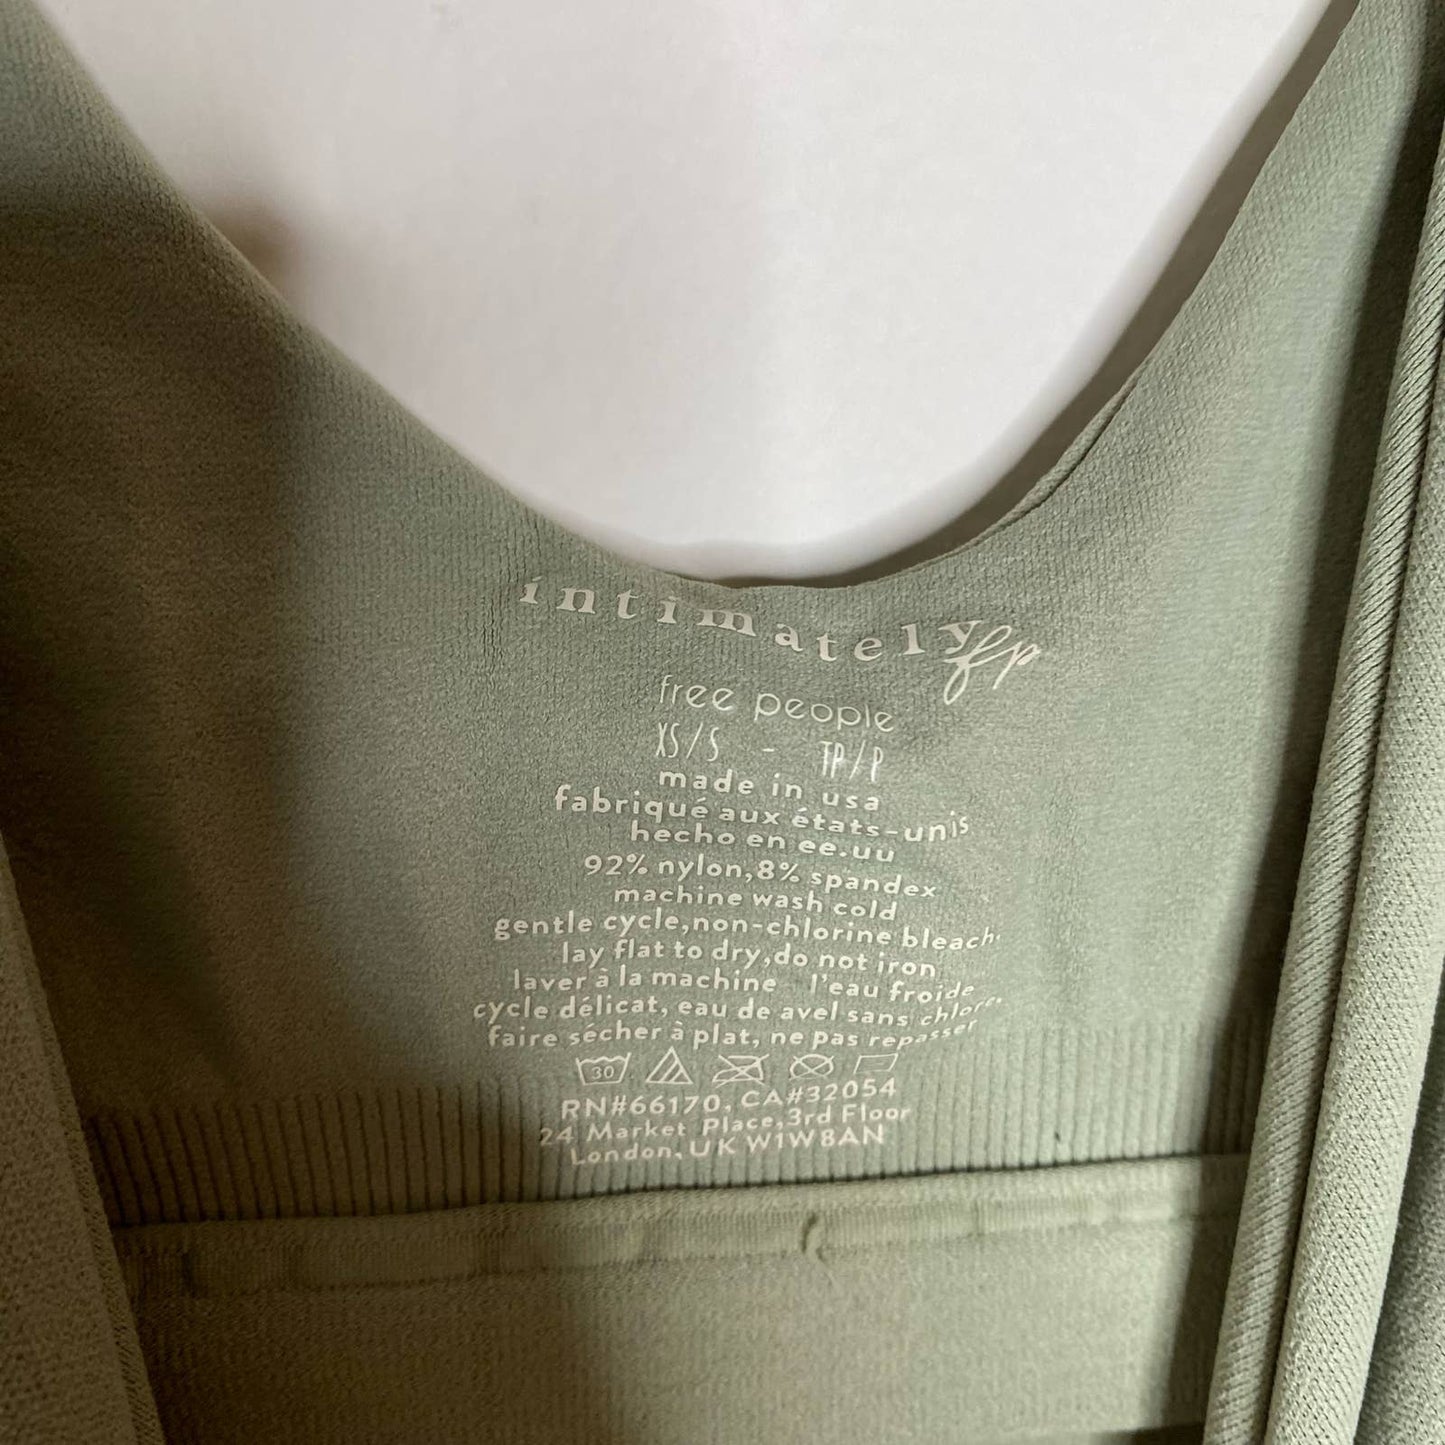 intimately fp
free people
XS/S - TP/P
made in usa
fabriqué aux états-unis
hecho en ee.uu
92% nylon,8% spandex
machine wash cold
gentle cycle,non-chlorine bleach.
lay flat to dry,do not iron
laver à la machine l'eau froide
cycle délicat, eau de avel sans chlore.
faire sécher à plat, ne pas repasser
30
RN#66170, CA#32054
24 Market Place,3rd Floor
London,UK W1W8AN